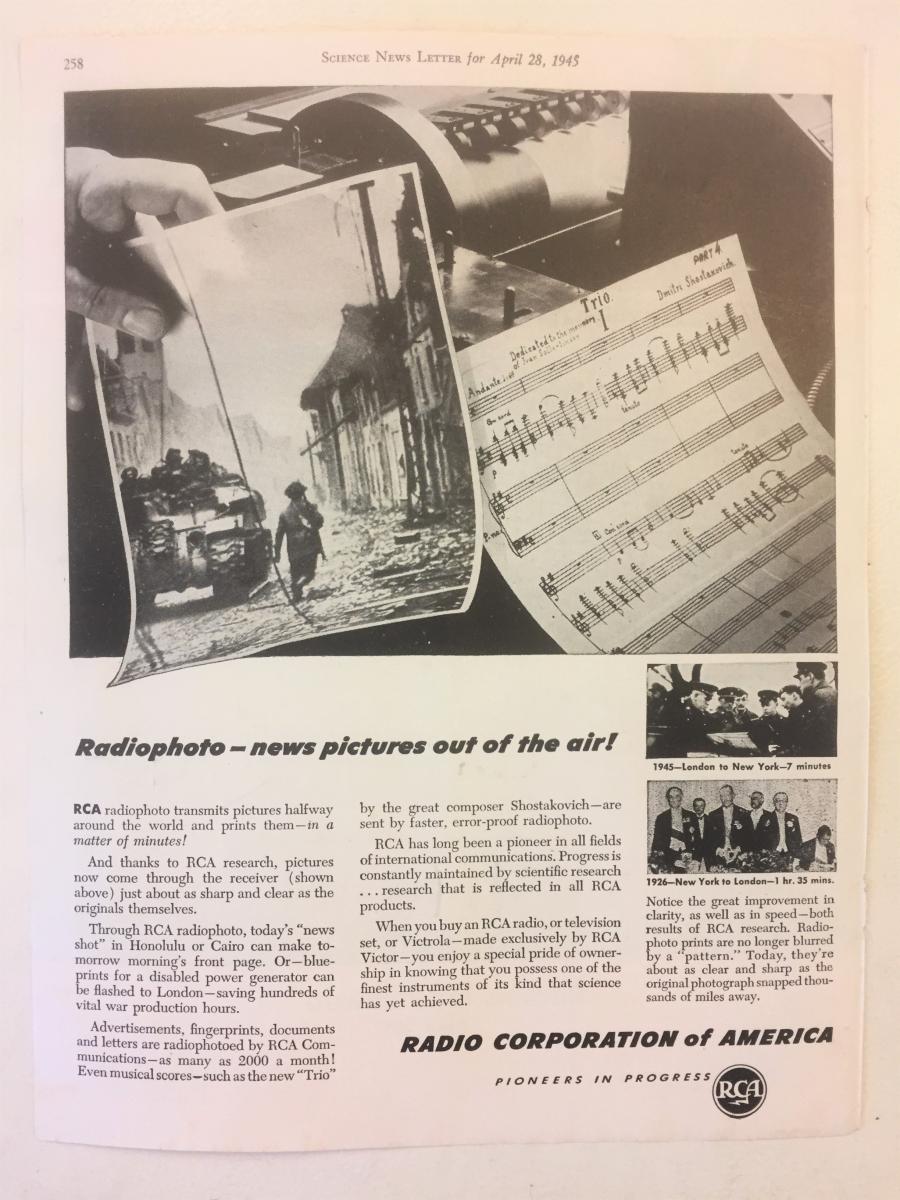 258
SCIENCE NEWS LETTER for April 28, 1945
PART 4.
Trio.
Dmitri Shostakovich.
Dedicated to the memory
of Ivan
I
Andante
Con sord
tenuto
P
tenuto
P-no
Con sord
P
Radiophoto—news pictures out of the air!
RCA radiophoto transmits pictures halfway
around the world and prints them—in a
matter of minutes!
And thanks to RCA research, pictures
now come through the receiver (shown
above) just about as sharp and clear as the
originals themselves.
Through RCA radiophoto, today's "news
shot" in Honolulu or Cairo can make to-
morrow morning's front page. Or—blue-
prints for a disabled power generator can
be flashed to London—saving hundreds of
vital war production hours.
Advertisements, fingerprints, documents
and letters are radiophotoed by RCA Com-
munications—as many as 2000 a month!
Even musical scores—such as the new "Trio"
by the great composer Shostakovich—are
sent by faster, error-proof radiophoto.
RCA has long been a pioneer in all fields
of international communications. Progress is
constantly maintained by scientific research
. . . research that is reflected in all RCA
products.
When you buy an RCA radio, or television
set, or Victrola—made exclusively by RCA
Victor—you enjoy a special pride of owner-
ship in knowing that you possess one of the
finest instruments of its kind that science
has yet achieved.
1945—London to New York—7 minutes
1926—New York to London—1 hr. 35 mins.
Notice the great improvement in
clarity, as well as in speed—both
results of RCA research. Radio-
photo prints are no longer blurred
by a "pattern." Today, they're
about as clear and sharp as the
original photograph snapped thou-
sands of miles away.
RADIO CORPORATION of AMERICA
PIONEERS IN PROGRESS
RCA